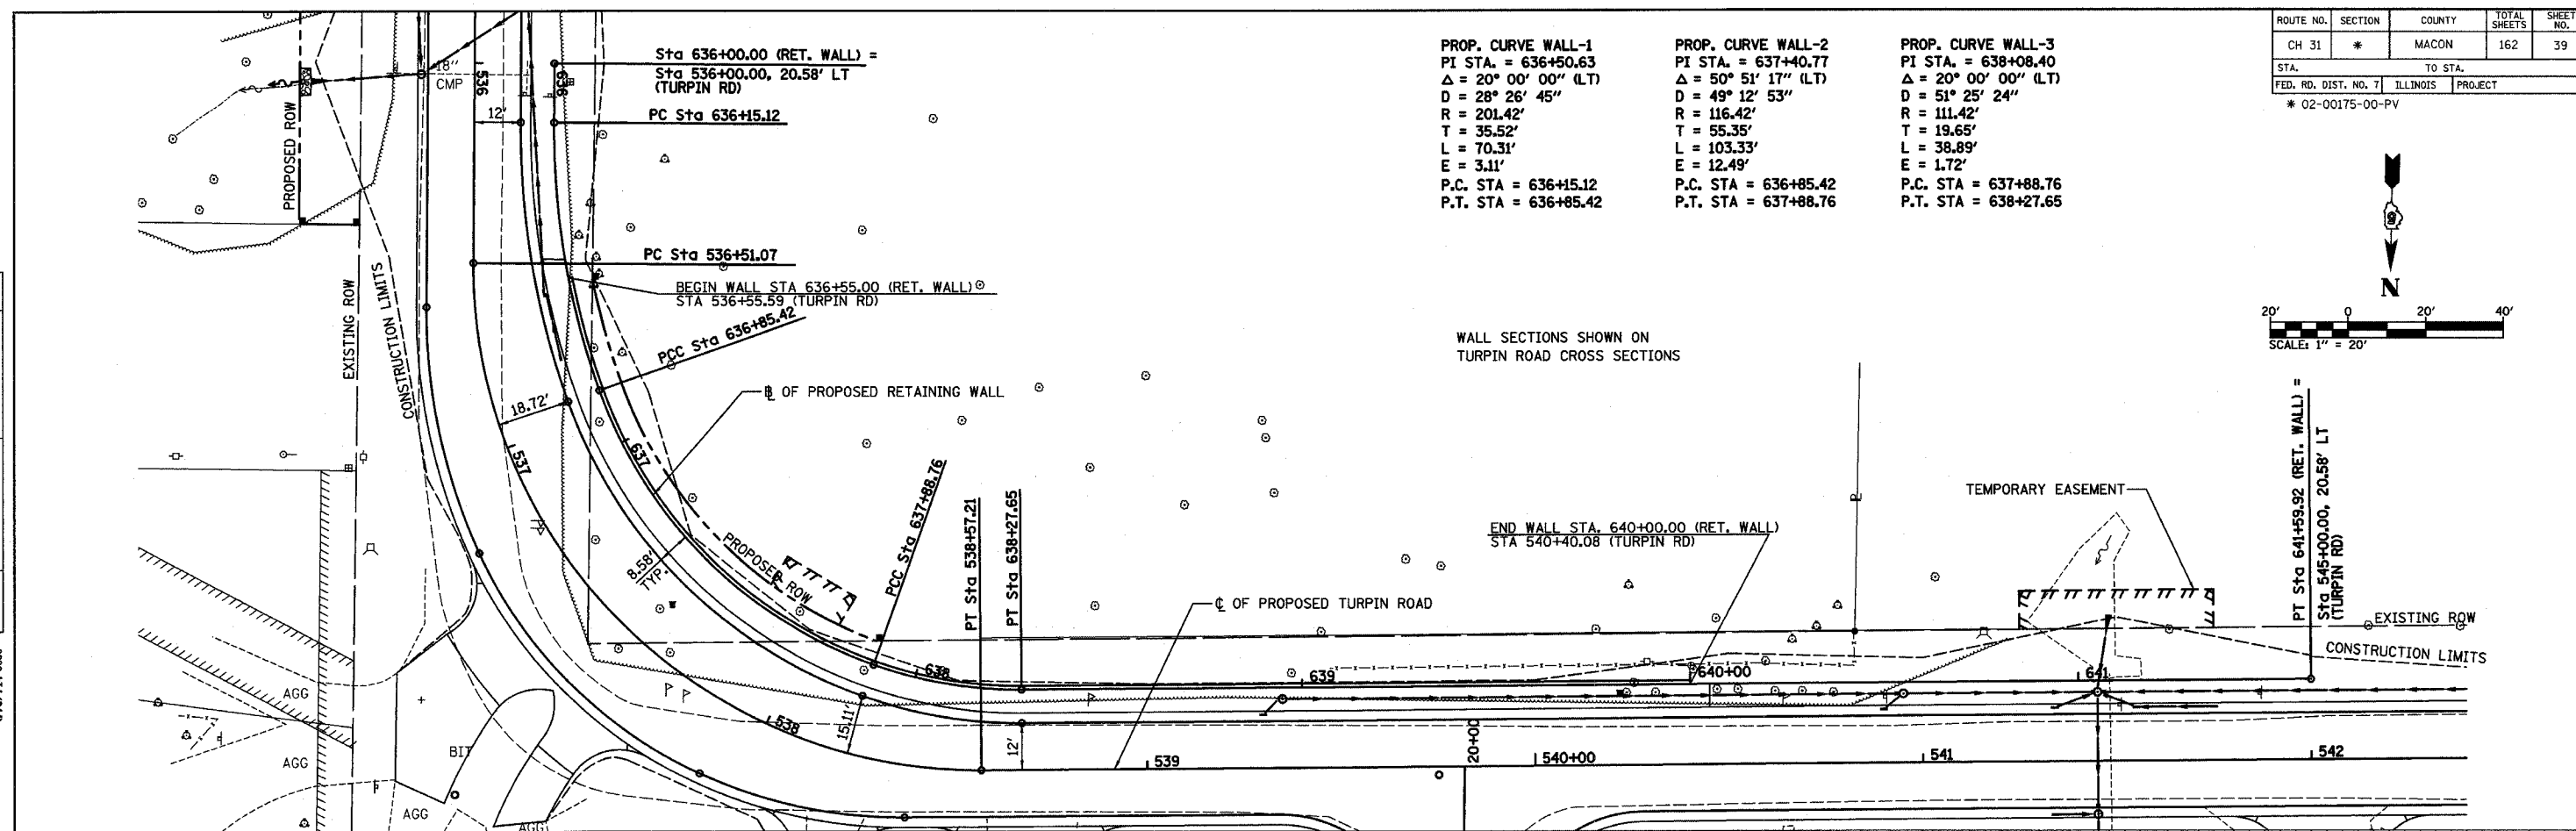 ROUTE NO. SECTION COUNTY TOTAL SHEETS SHEET NO.
CH 31 * MACON 162 39
STA. TO STA.
FED. RD. DIST. NO. 7 ILLINOIS PROJECT
* 02-00175-00-PV
PROP. CURVE WALL-1
PI STA. = 636+50.63
Δ = 20° 00' 00" (LT)
D = 28° 26' 45"
R = 201.42'
T = 35.52'
L = 70.31'
E = 3.11'
P.C. STA = 636+15.12
P.T. STA = 636+85.42
PROP. CURVE WALL-2
PI STA. = 637+40.77
Δ = 50° 51' 17" (LT)
D = 49° 12' 53"
R = 116.42'
T = 55.35'
L = 103.33'
E = 12.49'
P.C. STA = 636+85.42
P.T. STA = 637+88.76
PROP. CURVE WALL-3
PI STA. = 638+08.40
Δ = 20° 00' 00" (LT)
D = 51° 25' 24"
R = 111.42'
T = 19.65'
L = 38.89'
E = 1.72'
P.C. STA = 637+88.76
P.T. STA = 638+27.65
N
20' 0 20' 40'
SCALE: 1" = 20'
Sta 636+00.00 (RET. WALL) =
Sta 536+00.00, 20.58' LT
(TURPIN RD)
PC Sta 636+15.12
18"
CMP
536
636
12'
PROPOSED ROW
PC Sta 536+51.07
BEGIN WALL STA 636+55.00 (RET. WALL)
STA 536+55.59 (TURPIN RD)
PCC Sta 636+85.42
EXISTING ROW
CONSTRUCTION LIMITS
WALL SECTIONS SHOWN ON
TURPIN ROAD CROSS SECTIONS
18.72'
℄ OF PROPOSED RETAINING WALL
537
637
PCC Sta 637+88.76
PT Sta 538+57.21
PT Sta 638+27.65
8.58'
TYP.
PROPOSED ROW
END WALL STA. 640+00.00 (RET. WALL)
STA 540+40.08 (TURPIN RD)
TEMPORARY EASEMENT
PT Sta 641+59.92 (RET. WALL) =
Sta 545+00.00, 20.58' LT
(TURPIN RD)
℄ OF PROPOSED TURPIN ROAD
EXISTING ROW
CONSTRUCTION LIMITS
638
639
640+00
641
538
15.11'
12'
539
20+00
540+00
541
542
AGG
AGG
BIT
AGG
AGG